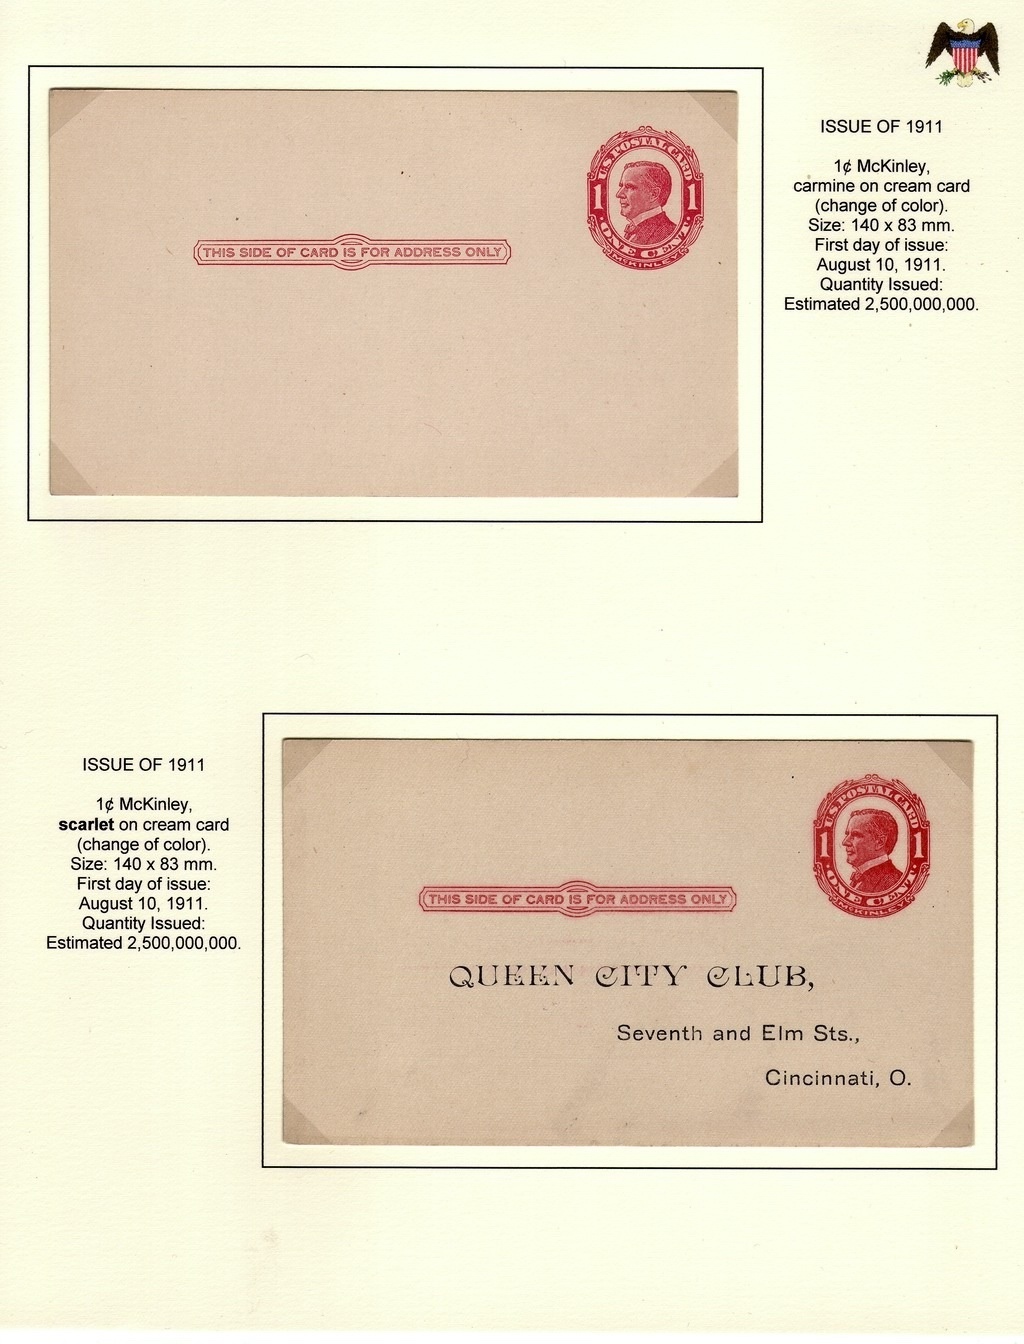 ISSUE OF 1911
1¢ McKinley,
carmine on cream card
(change of color).
Size: 140 x 83 mm.
First day of issue:
August 10, 1911.
Quantity Issued:
Estimated 2,500,000,000.
U.S. POSTAL CARD
1 1
ONE CENT
McKINLEY
THIS SIDE OF CARD IS FOR ADDRESS ONLY
ISSUE OF 1911
1¢ McKinley,
scarlet on cream card
(change of color).
Size: 140 x 83 mm.
First day of issue:
August 10, 1911.
Quantity Issued:
Estimated 2,500,000,000.
U.S. POSTAL CARD
1 1
ONE CENT
McKINLEY
THIS SIDE OF CARD IS FOR ADDRESS ONLY
QUEEN CITY CLUB,
Seventh and Elm Sts.,
Cincinnati, O.